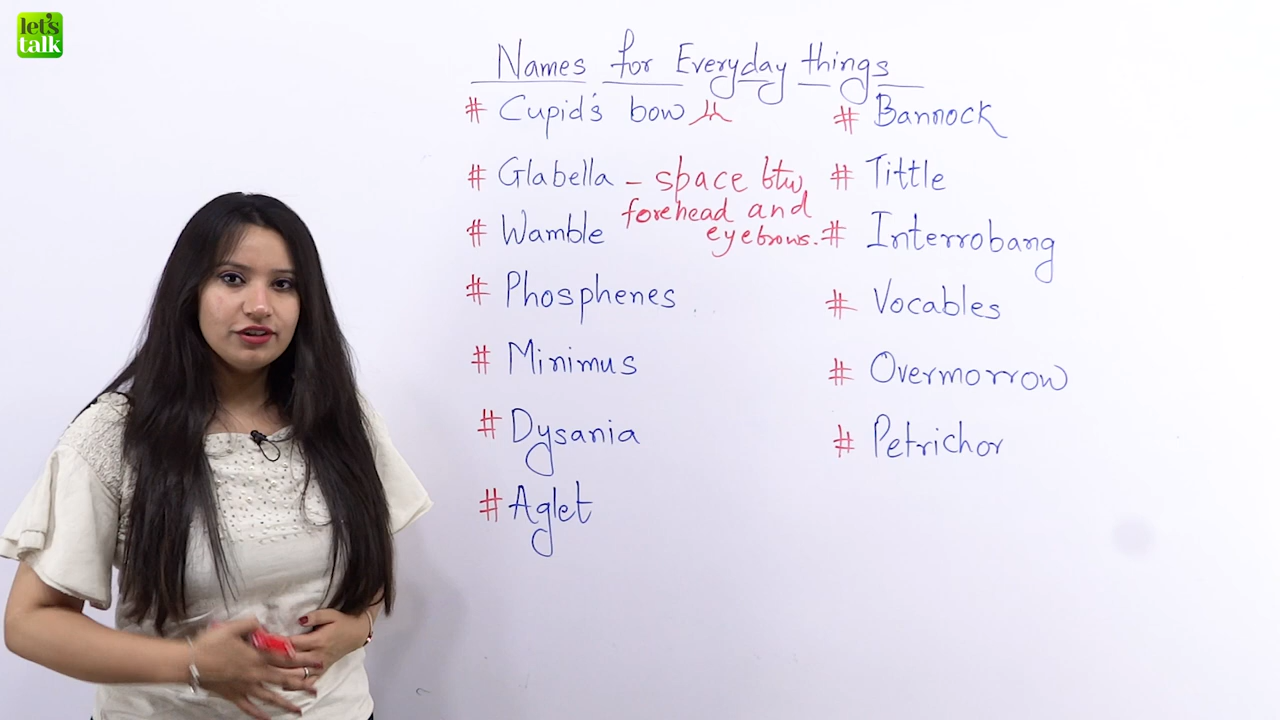 let's
talk
Names for Everyday things
# Cupid's bow
# Glabella - space btw
forehead and
eyebrows.
# Wamble
# Phosphenes
# Minimus
# Dysania
# Aglet
# Bannock
# Tittle
# Interrobang
# Vocables
# Overmorrow
# Petrichor